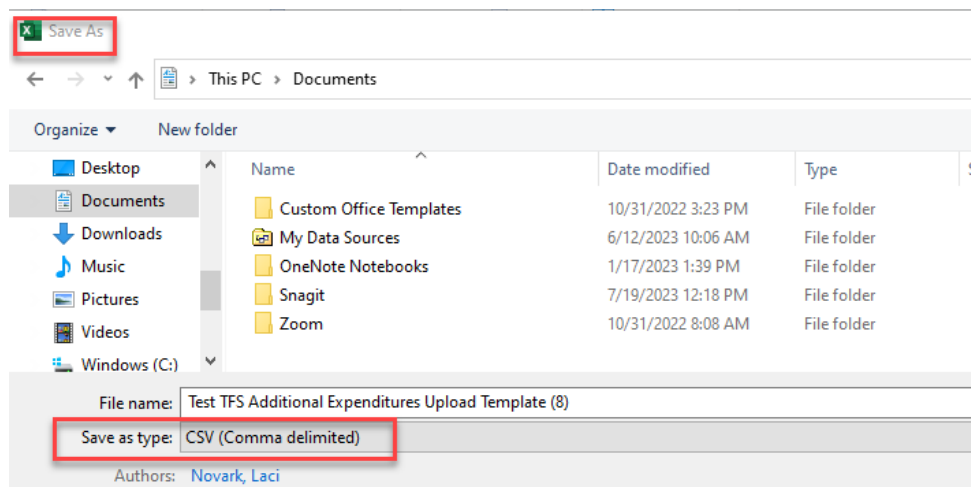 Save As
This PC > Documents
Organize New folder
Name Date modified Type
Desktop
Documents
Downloads
Music
Pictures
Videos
Windows (C:)
Custom Office Templates 10/31/2022 3:23 PM File folder
My Data Sources 6/12/2023 10:06 AM File folder
OneNote Notebooks 1/17/2023 1:39 PM File folder
Snagit 7/19/2023 12:18 PM File folder
Zoom 10/31/2022 8:08 AM File folder
File name: Test TFS Additional Expenditures Upload Template (8)
Save as type: CSV (Comma delimited)
Authors: Novark, Laci